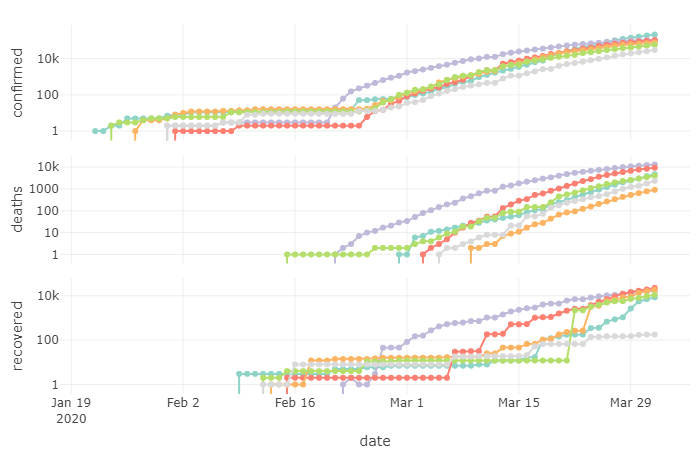 confirmed
10k
100
1
deaths
10k
1000
100
10
1
recovered
10k
100
1
Jan 19 Feb 2 Feb 16 Mar 1 Mar 15 Mar 29
2020
date